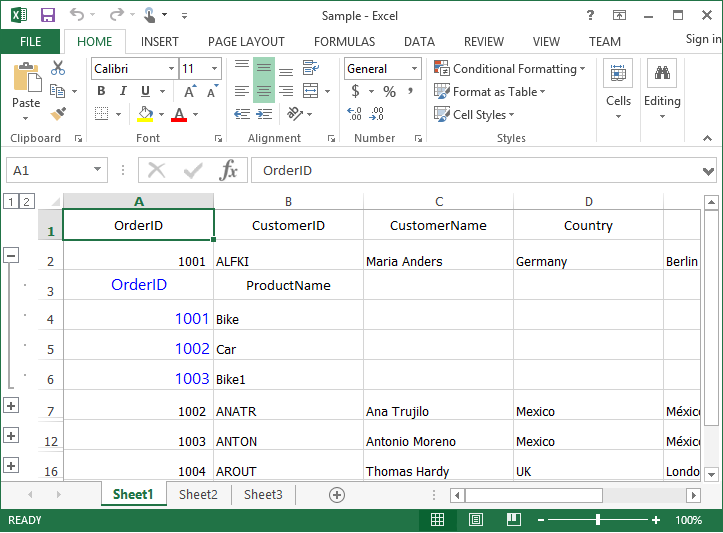 Sample - Excel
?
FILE HOME INSERT PAGE LAYOUT FORMULAS DATA REVIEW VIEW TEAM Sign in
Calibri 11 A A General Conditional Formatting
Paste B I U A $ % , Format as Table Cells Editing
.00 .0 Cell Styles
Clipboard Font Alignment Number Styles
A1 fx OrderID
1 2 A B C D
1 OrderID CustomerID CustomerName Country
2 1001 ALFKI Maria Anders Germany Berlin
3 OrderID ProductName
4 1001 Bike
5 1002 Car
6 1003 Bike1
7 1002 ANATR Ana Trujilo Mexico Méxic
12 1003 ANTON Antonio Moreno Mexico Méxic
16 1004 AROUT Thomas Hardy UK Londo
Sheet1 Sheet2 Sheet3
READY 100%